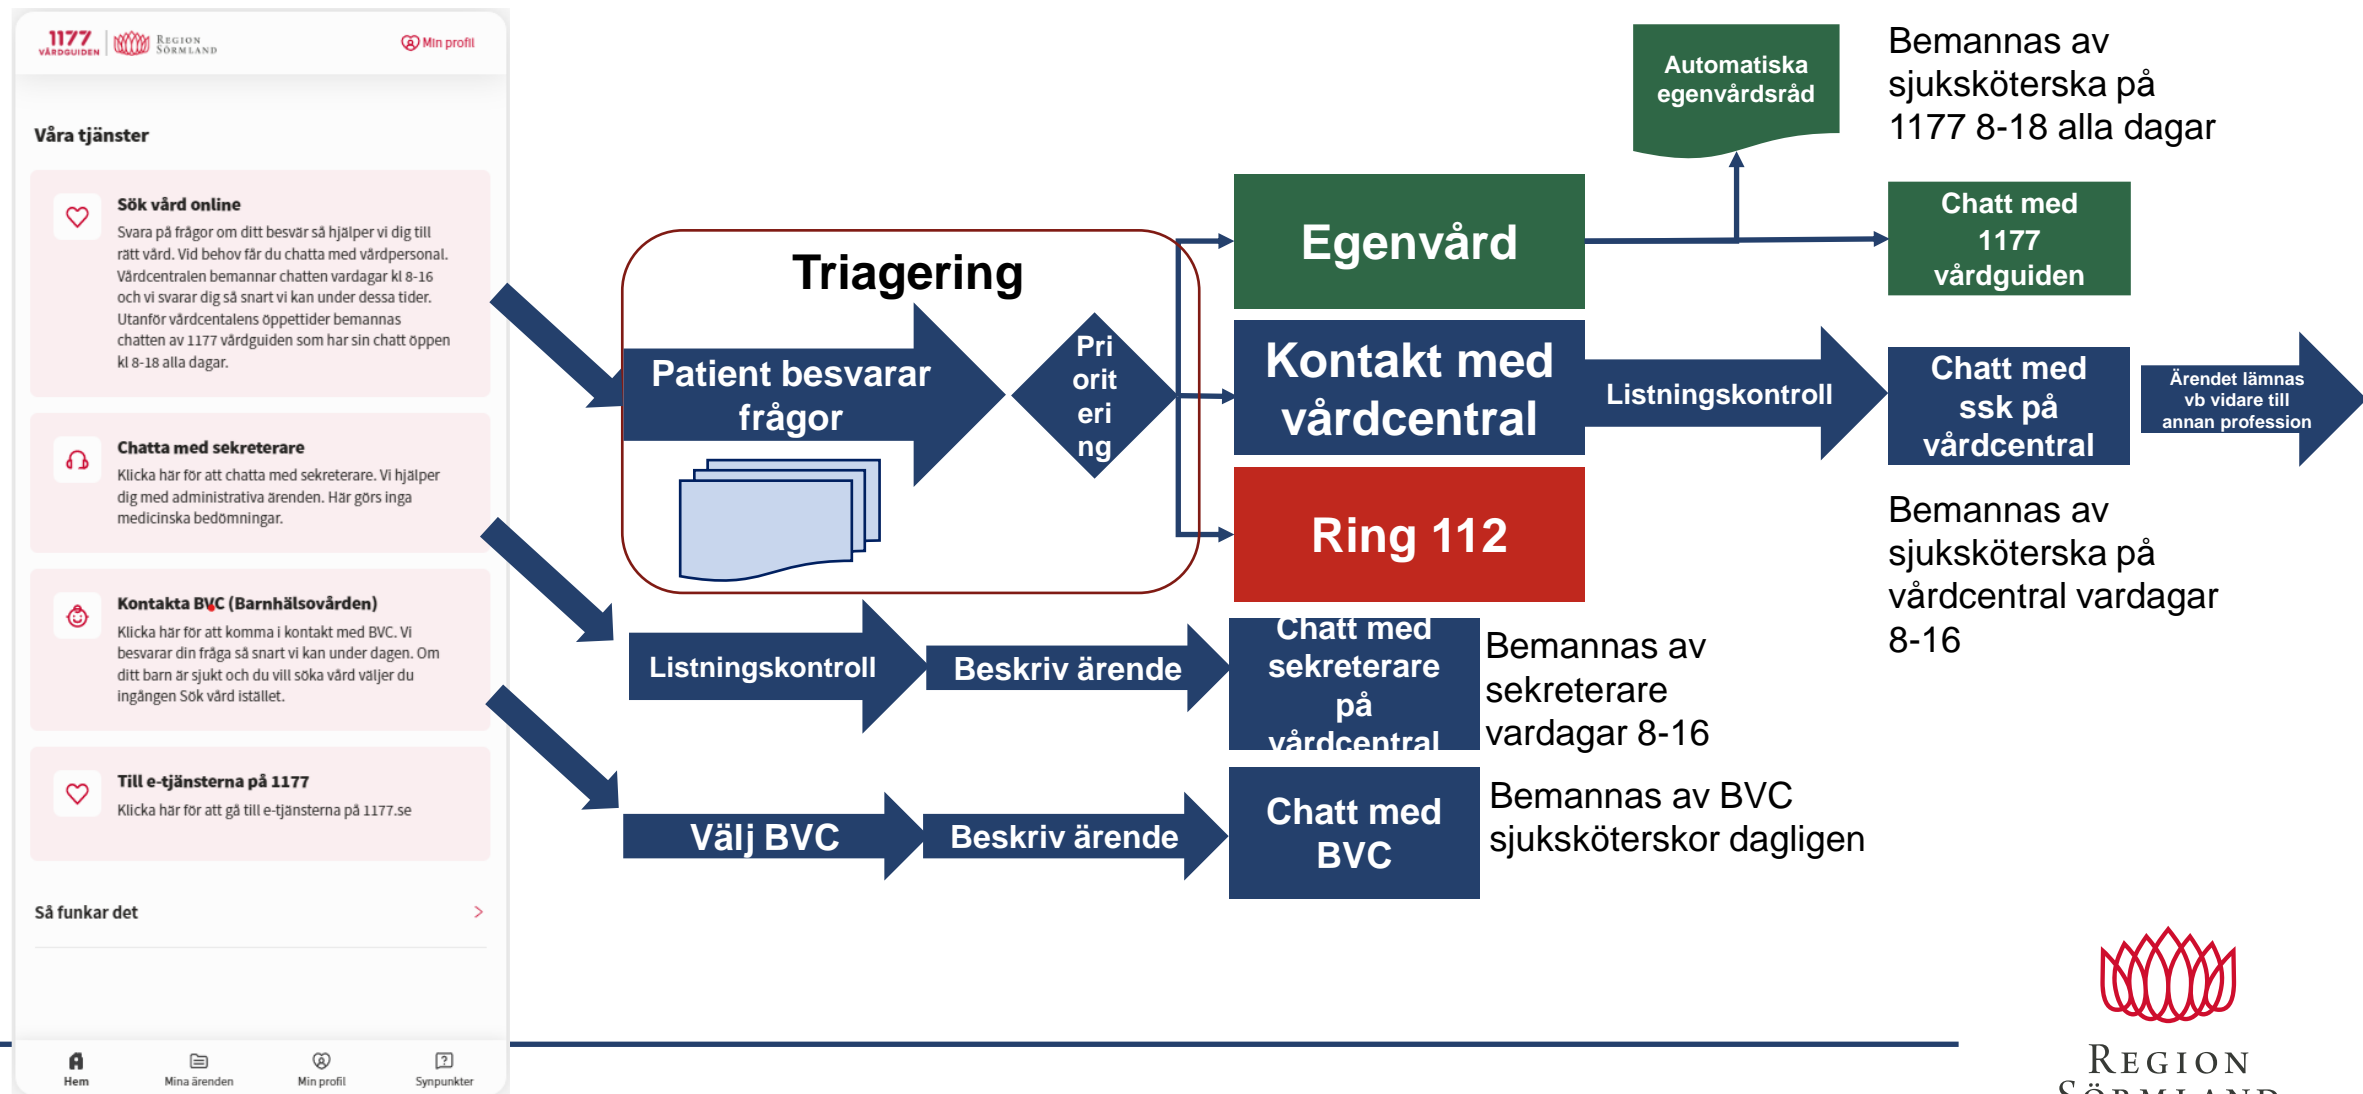 1177
VÅRDGUIDEN
REGION
SÖRMLAND
Min profil
Våra tjänster
Sök vård online
Svara på frågor om ditt besvär så hjälper vi dig till
rätt vård. Vid behov får du chatta med vårdpersonal.
Vårdcentralen bemannar chatten vardagar kl 8-16
och vi svarar dig så snart vi kan under dessa tider.
Utanför vårdcentalens öppettider bemannas
chatten av 1177 vårdguiden som har sin chatt öppen
kl 8-18 alla dagar.
Chatta med sekreterare
Klicka här för att chatta med sekreterare. Vi hjälper
dig med administrativa ärenden. Här görs inga
medicinska bedömningar.
Kontakta BVC (Barnhälsovården)
Klicka här för att komma i kontakt med BVC. Vi
besvarar din fråga så snart vi kan under dagen. Om
ditt barn är sjukt och du vill söka vård väljer du
ingången Sök vård istället.
Till e-tjänsterna på 1177
Klicka här för att gå till e-tjänsterna på 1177.se
Så funkar det
Hem
Mina ärenden
Min profil
Synpunkter
Triagering
Patient besvarar
frågor
Pri
orit
eri
ng
Egenvård
Automatiska
egenvårdsråd
Bemannas av
sjuksköterska på
1177 8-18 alla dagar
Chatt med
1177
vårdguiden
Kontakt med
vårdcentral
Listningskontroll
Chatt med
ssk på
vårdcentral
Ärendet lämnas
vb vidare till
annan profession
Ring 112
Bemannas av
sjuksköterska på
vårdcentral vardagar
8-16
Listningskontroll
Beskriv ärende
Chatt med
sekreterare
på
vårdcentral
Bemannas av
sekreterare
vardagar 8-16
Välj BVC
Beskriv ärende
Chatt med
BVC
Bemannas av BVC
sjuksköterskor dagligen
REGION
SÖRMLAND